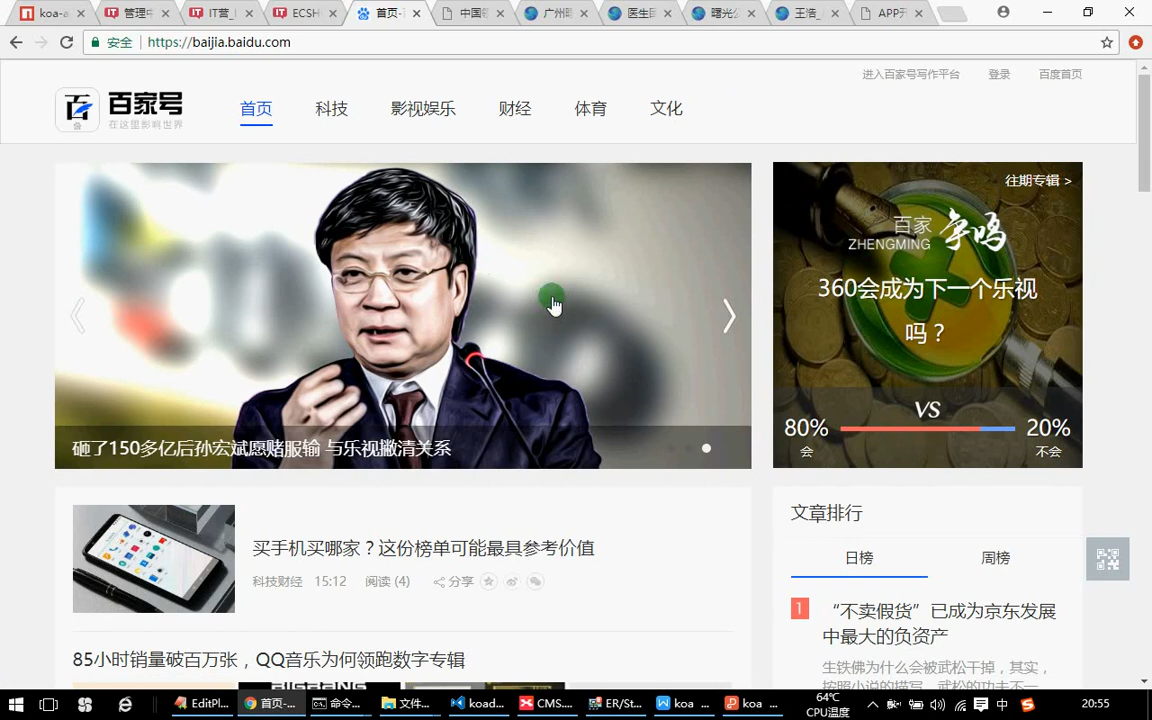 koa-a
管理中
IT营_
ECSH
首页-
中国领
广州曙
医生
曙光公
王浩_
APP开
安全
https://baijia.baidu.com
进入百家号写作平台 登录 百度首页
百家号
在这里影响世界
首页 科技 影视娱乐 财经 体育 文化
往期专辑 >
百家
ZHENGMING 争鸣
360会成为下一个乐视
吗？
VS
80% 20%
会 不会
砸了150多亿后孙宏斌愿赌服输 与乐视撇清关系
买手机买哪家？这份榜单可能最具参考价值
科技财经 15:12 阅读 (4) 分享
85小时销量破百万张，QQ音乐为何领跑数字专辑
文章排行
日榜 周榜
1 “不卖假货”已成为京东发展
中最大的负资产
生铁佛为什么会被武松干掉，其实，
按照小说的描写，武松的功夫不一
EditPl...
首页-...
命令...
文件...
koad...
CMS...
ER/St...
koa ...
koa ...
64℃
CPU温度
中
20:55